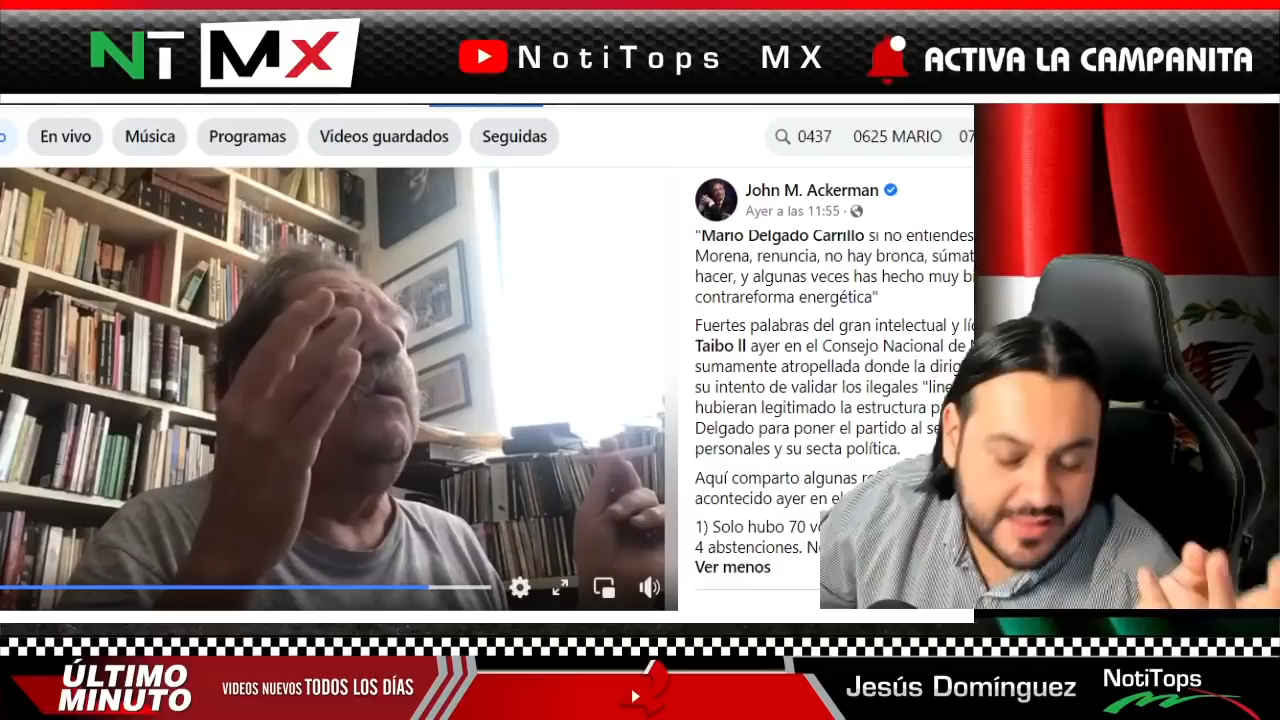 NT MX
NotiTops MX
ACTIVA LA CAMPANITA
En vivo
Música
Programas
Videos guardados
Seguidas
0437 0625 MARIO 07
John M. Ackerman
Ayer a las 11:55 ·
"Mario Delgado Carrillo si no entiendes
Morena, renuncia, no hay bronca, súmat
hacer, y algunas veces has hecho muy bi
contrareforma energética"
Fuertes palabras del gran intelectual y lí
Taibo II ayer en el Consejo Nacional de
sumamente atropellada donde la dirig
su intento de validar los ilegales "line
hubieran legitimado la estructura p
Delgado para poner el partido al se
personales y su secta política.
Aquí comparto algunas re
acontecido ayer en el
1) Solo hubo 70 vo
4 abstenciones. N
Ver menos
ÚLTIMO
MINUTO
VIDEOS NUEVOS TODOS LOS DÍAS
Jesús Domínguez
NotiTops